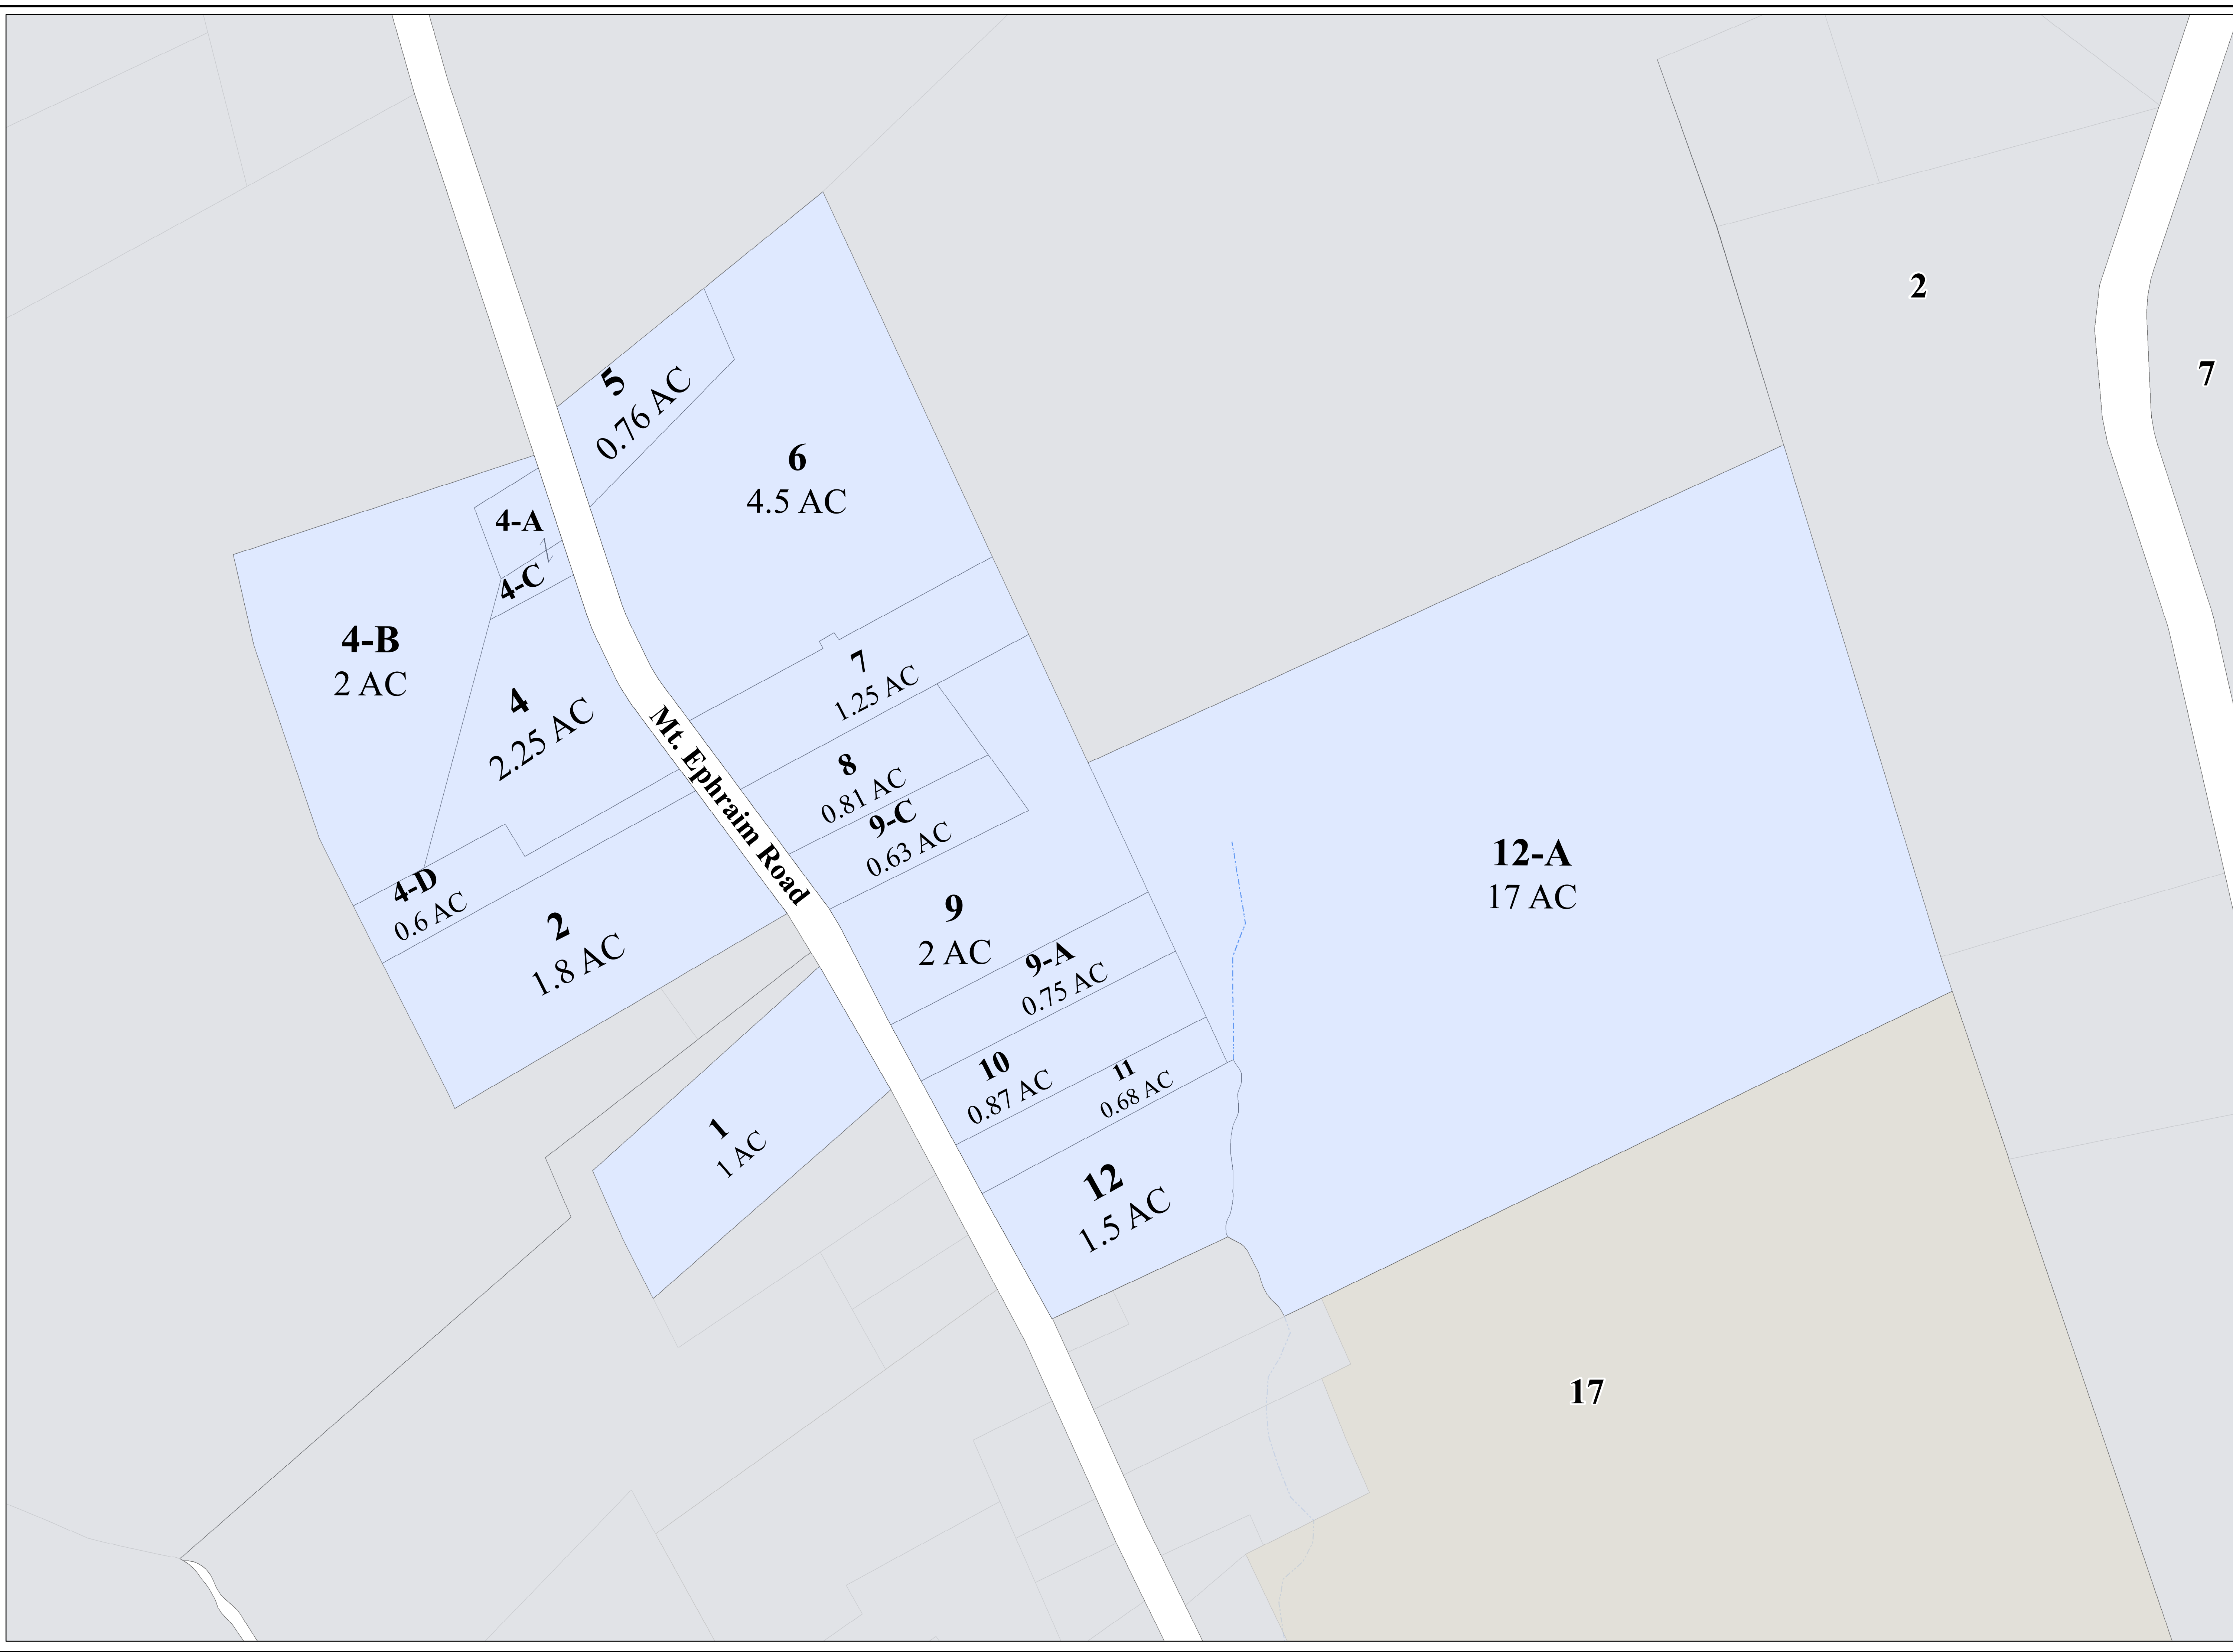 2
7
5
0.76 AC
6
4.5 AC
4-A
4-C
4-B
2 AC
4
2.25 AC
7
1.25 AC
Mt. Ephraim Road
8
0.81 AC
9-C
0.63 AC
12-A
17 AC
4-D
0.6 AC
2
1.8 AC
9
2 AC
9-A
0.75 AC
10
0.87 AC
11
0.68 AC
1
1 AC
12
1.5 AC
17